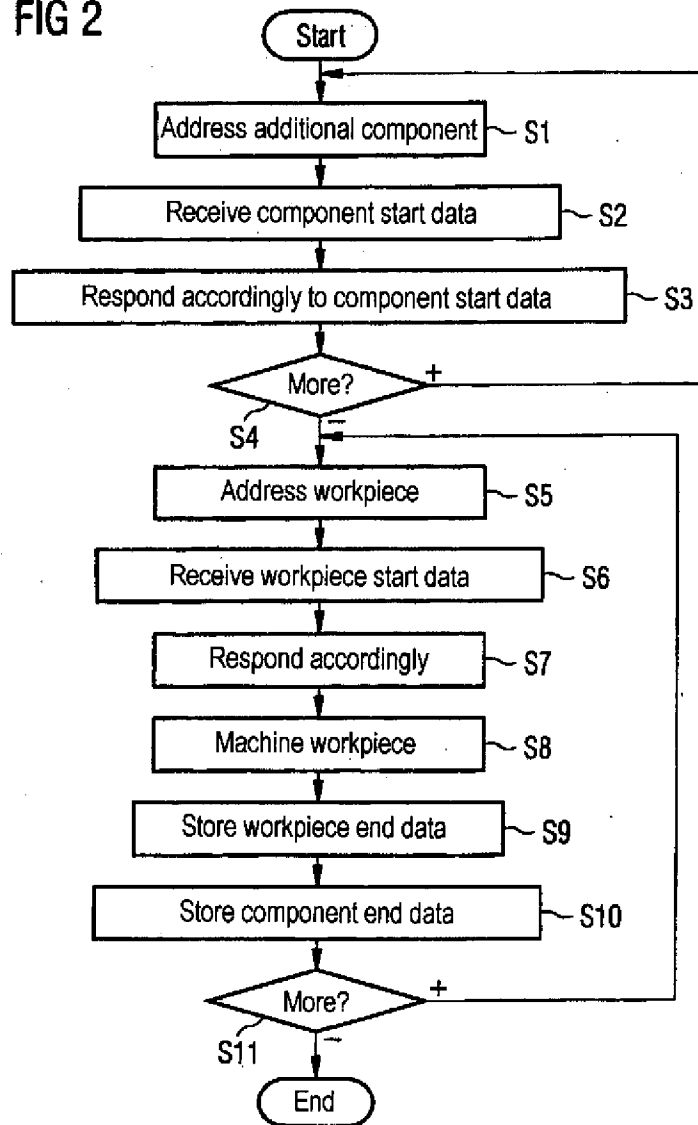 FIG 2
Start
Address additional component
S1
Receive component start data
S2
Respond accordingly to component start data
S3
More?
+
S4
−
Address workpiece
S5
Receive workpiece start data
S6
Respond accordingly
S7
Machine workpiece
S8
Store workpiece end data
S9
Store component end data
S10
More?
+
S11
−
End